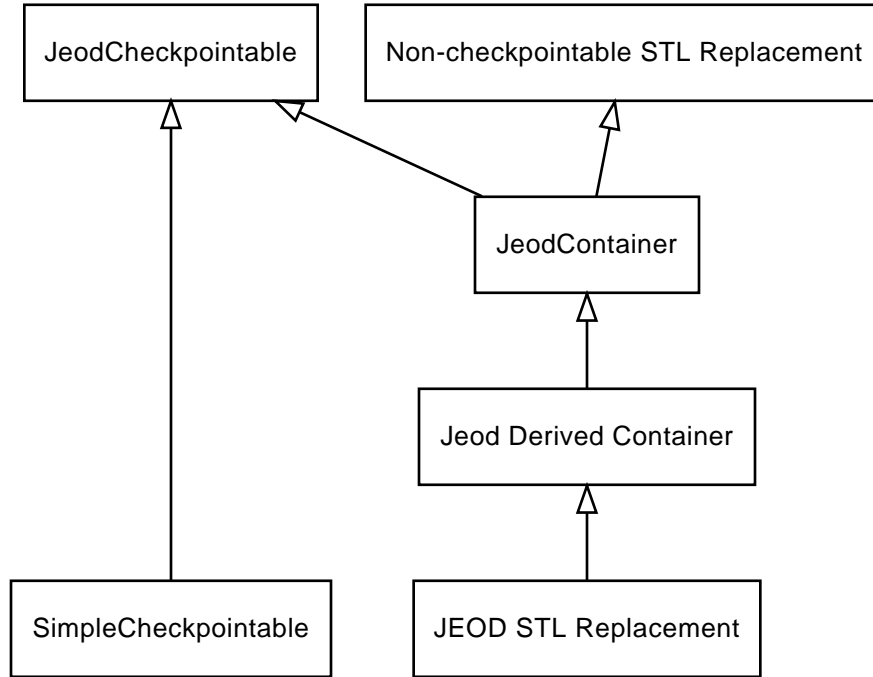 JeodCheckpointable
Non-checkpointable STL Replacement
JeodContainer
Jeod Derived Container
SimpleCheckpointable
JEOD STL Replacement